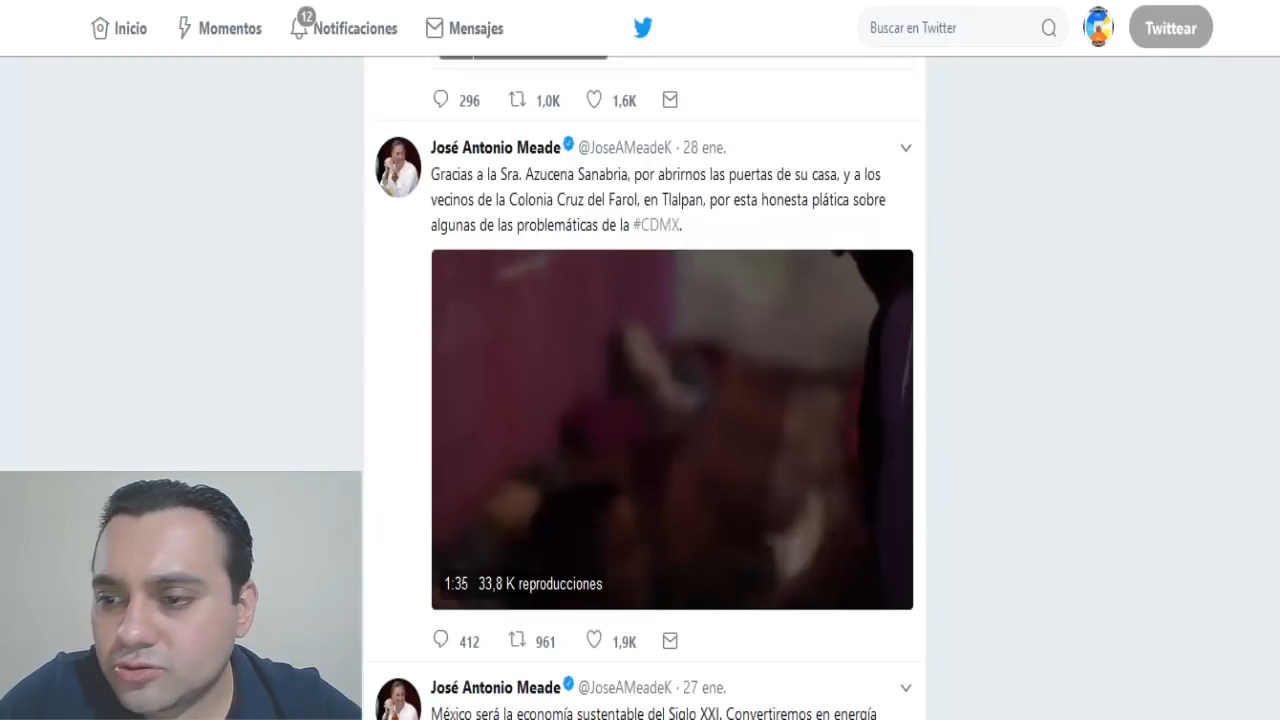 Inicio
Momentos
12
Notificaciones
Mensajes
Buscar en Twitter
Twittear
296
1,0K
1,6K
José Antonio Meade @JoseAMeadeK · 28 ene.
Gracias a la Sra. Azucena Sanabria, por abrirnos las puertas de su casa, y a los
vecinos de la Colonia Cruz del Farol, en Tlalpan, por esta honesta plática sobre
algunas de las problemáticas de la #CDMX.
1:35 33,8 K reproducciones
412
961
1,9K
José Antonio Meade @JoseAMeadeK · 27 ene.
México será la economía sustentable del Siglo XXI. Convertiremos en energía